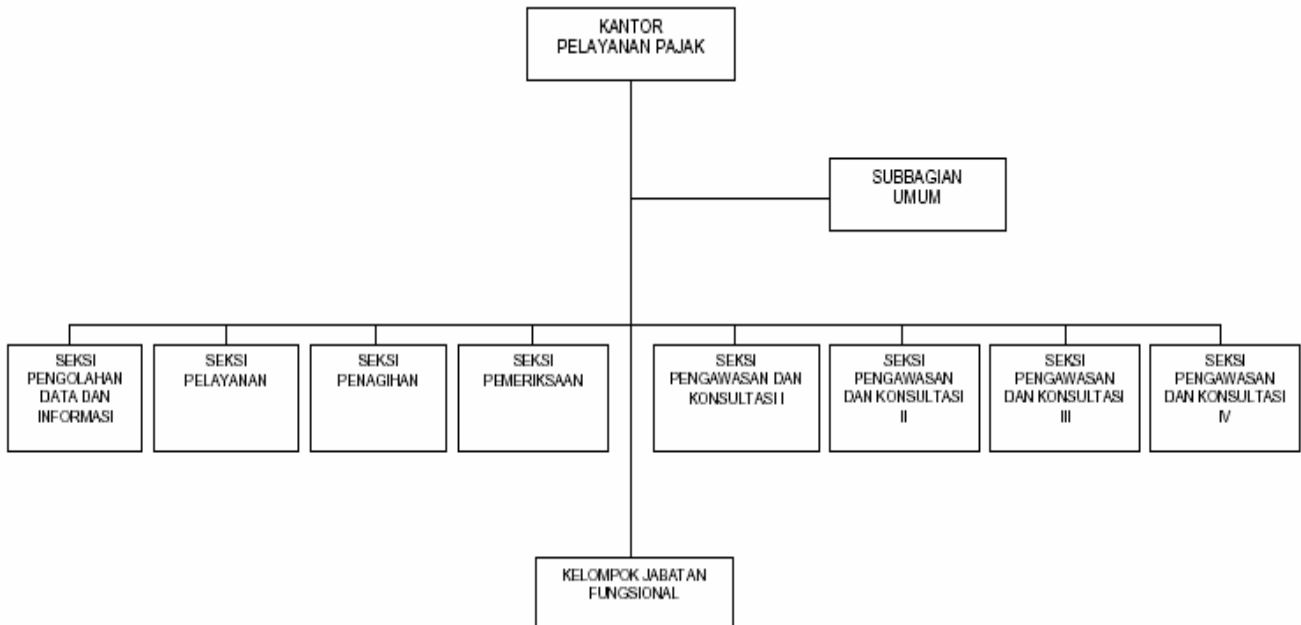 KANTOR
PELAYANAN PAJAK
SUBBAGIAN
UMUM
SEKSI
PENGOLAHAN
DATA DAN
INFORMASI
SEKSI
PELAYANAN
SEKSI
PENAGIHAN
SEKSI
PEMERIKSAAN
SEKSI
PENGAWASAN DAN
KONSULTASI I
SEKSI
PENGAWASAN
DAN KONSULTASI
II
SEKSI
PENGAWASAN
DAN KONSULTASI
III
SEKSI
PENGAWASAN
DAN KONSULTASI
IV
KELOMPOK JABATAN
FUNGSIONAL